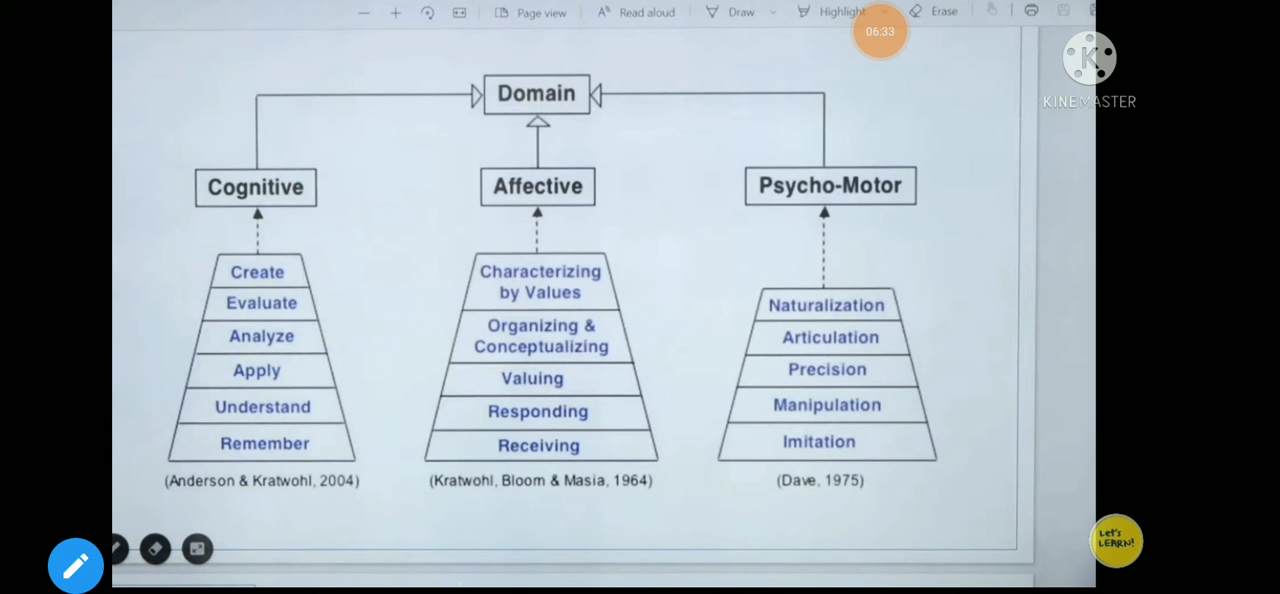 Page view
Read aloud
Draw
Highlight
Erase
06:33
KINEMASTER
Domain
Cognitive
Affective
Psycho-Motor
Create
Evaluate
Analyze
Apply
Understand
Remember
(Anderson & Kratwohl, 2004)
Characterizing
by Values
Organizing &
Conceptualizing
Valuing
Responding
Receiving
(Kratwohl, Bloom & Masia, 1964)
Naturalization
Articulation
Precision
Manipulation
Imitation
(Dave, 1975)
Let's
LEARN!